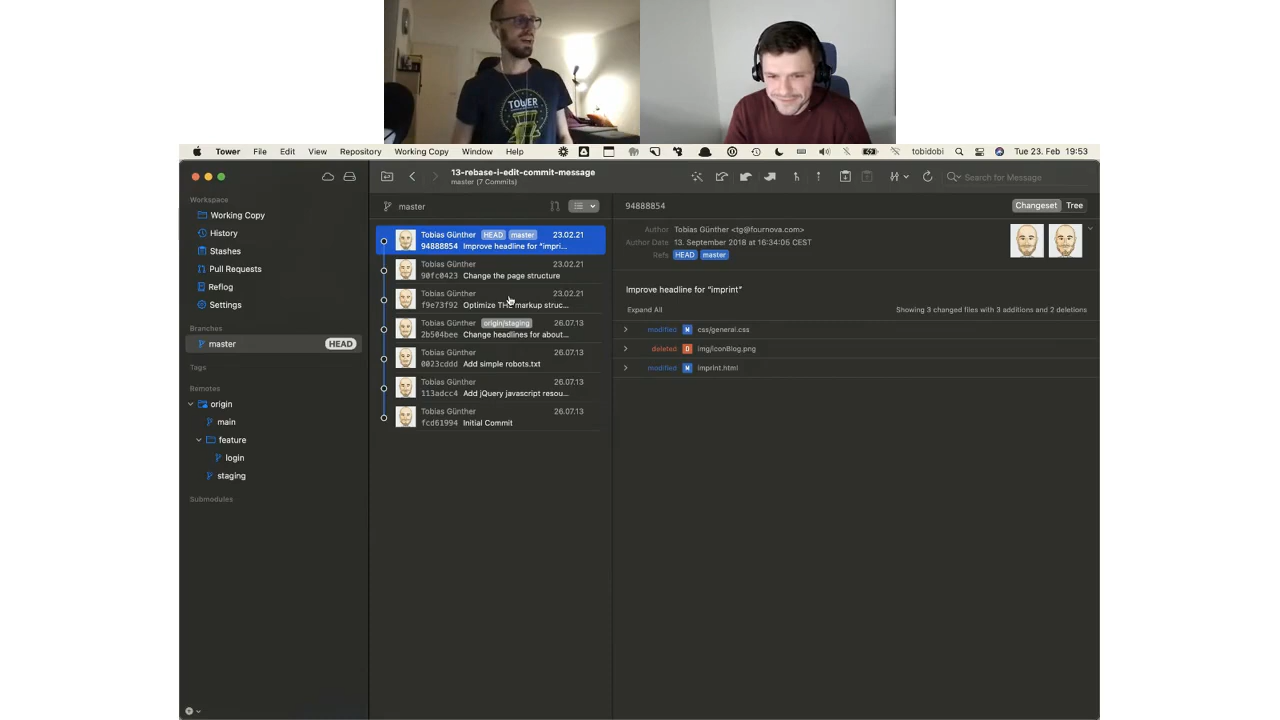 TOWER
Tower File Edit View Repository Working Copy Window Help tobidobi Tue 23. Feb 19:53
13-rebase-i-edit-commit-message
master (7 Commits)
Search for Message
Workspace
Working Copy
History
Stashes
Pull Requests
Reflog
Settings
Branches
master HEAD
Tags
Remotes
origin
main
feature
login
staging
Submodules
master
Tobias Günther HEAD master 23.02.21
94888854 Improve headline for “impri...
Tobias Günther 23.02.21
90fc0423 Change the page structure
Tobias Günther 23.02.21
f9e73f92 Optimize THE markup struc...
Tobias Günther origin/staging 26.07.13
2b504bee Change headlines for about...
Tobias Günther 26.07.13
0023cddd Add simple robots.txt
Tobias Günther 26.07.13
113adcc4 Add jQuery javascript resou...
Tobias Günther 26.07.13
fcd61994 Initial Commit
94888854 Changeset Tree
Author Tobias Günther <tg@fournova.com>
Author Date 13. September 2018 at 16:34:05 CEST
Refs HEAD master
Improve headline for “imprint”
Expand All Showing 3 changed files with 3 additions and 2 deletions
modified M css/general.css
deleted D img/iconBlog.png
modified M imprint.html